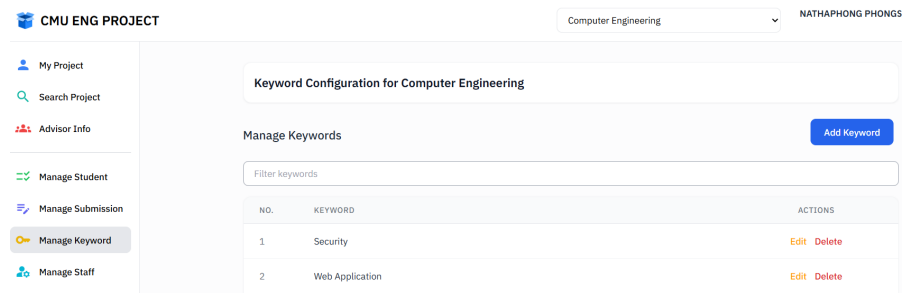 CMU ENG PROJECT
Computer Engineering
NATHAPHONG PHONGS
My Project
Search Project
Advisor Info
Manage Student
Manage Submission
Manage Keyword
Manage Staff
Keyword Configuration for Computer Engineering
Manage Keywords
Add Keyword
Filter keywords
NO. KEYWORD ACTIONS
1 Security Edit Delete
2 Web Application Edit Delete